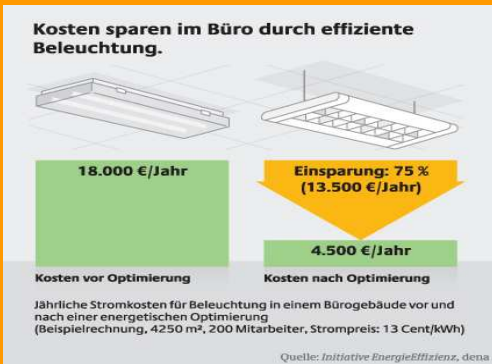 Kosten sparen im Büro durch effiziente
Beleuchtung.
18.000 €/Jahr
Einsparung: 75 %
(13.500 €/Jahr)
4.500 €/Jahr
Kosten vor Optimierung
Kosten nach Optimierung
Jährliche Stromkosten für Beleuchtung in einem Bürogebäude vor und
nach einer energetischen Optimierung
(Beispielrechnung, 4250 m², 200 Mitarbeiter, Strompreis: 13 Cent/kWh)
Quelle: Initiative EnergieEffizienz, dena